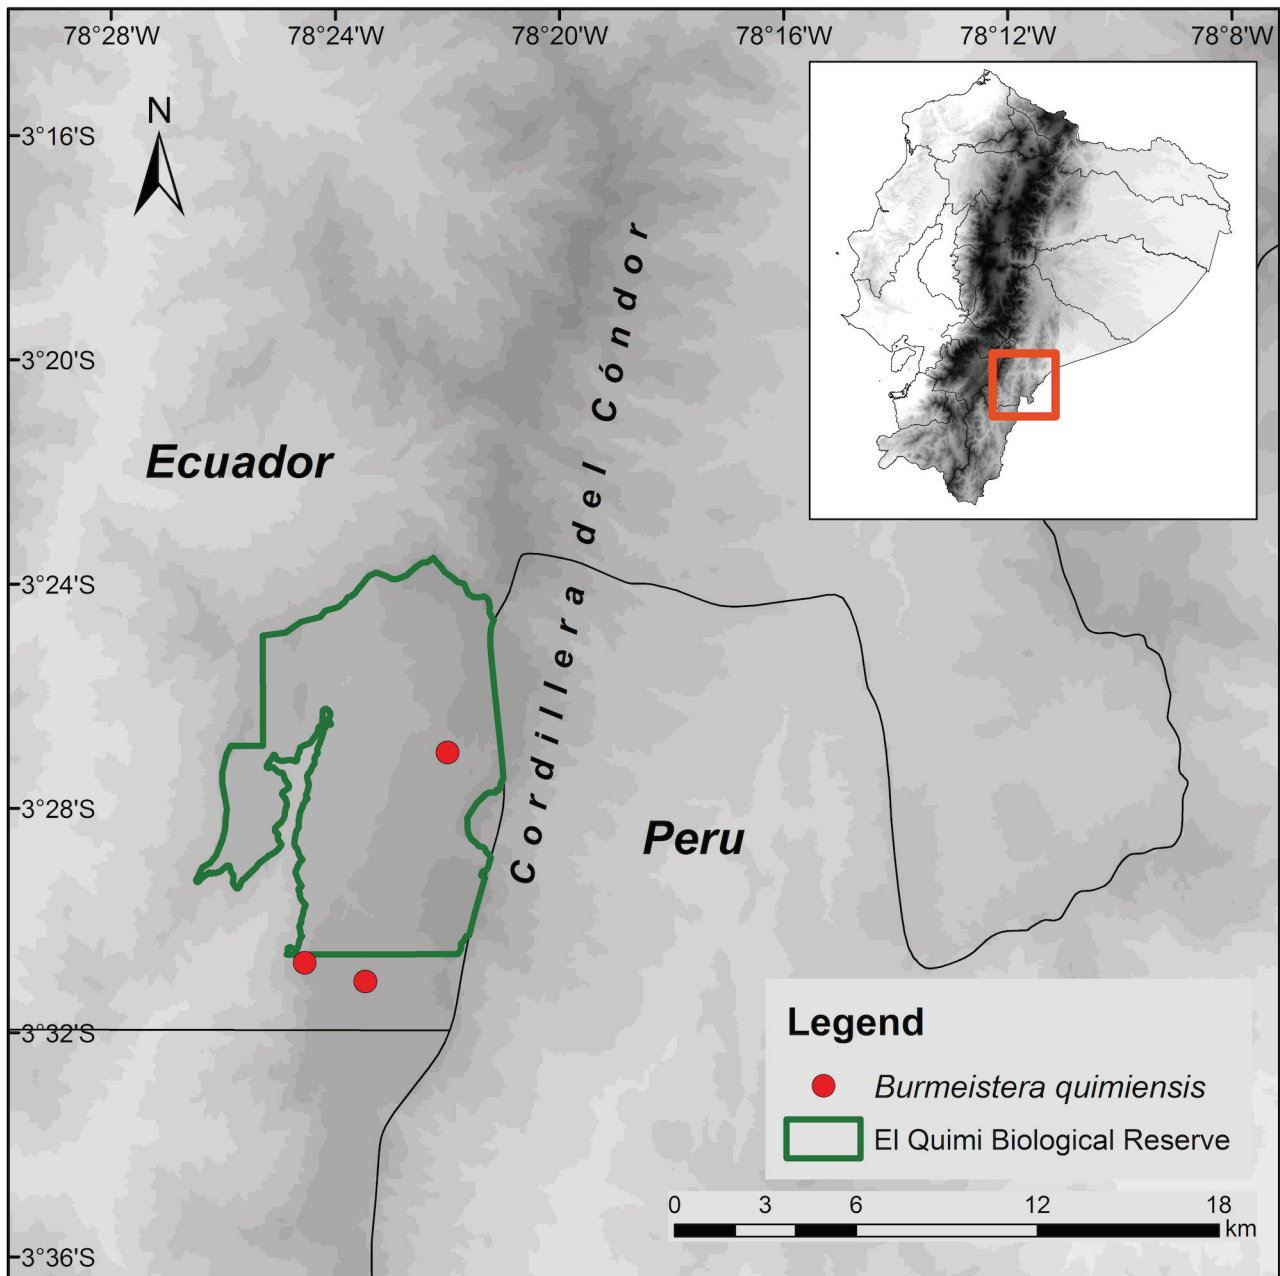 78°28'W 78°24'W 78°20'W 78°16'W 78°12'W 78°8'W
N
3°16'S
3°20'S
3°24'S
3°28'S
3°32'S
3°36'S
Ecuador
Cordillera del Cóndor
Peru
Legend
Burmeistera quimiensis
El Quimi Biological Reserve
0 3 6 12 18
km